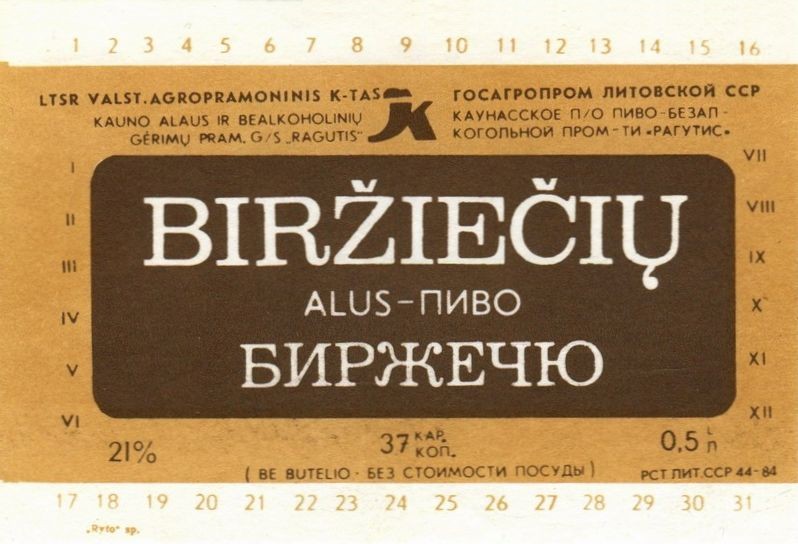 1 2 3 4 5 6 7 8 9 10 11 12 13 14 15 16
LTSR VALST. AGROPRAMONINIS K-TAS
KAUNO ALAUS IR BEALKOHOLINIŲ
GĖRIMŲ PRAM. G/S „RAGUTIS"
K
ГОСАГРОПРОМ ЛИТОВСКОЙ ССР
КАУНАССКОЕ П/О ПИВО-БЕЗАЛ-
КОГОЛЬНОЙ ПРОМ-ТИ «РАГУТИС»
I
II
III
IV
V
VI
BIRŽIEČIŲ
ALUS-ПИВО
БИРЖЕЧЮ
VII
VIII
IX
X
XI
XII
21%
37 KAP. КОП.
0,5 L Л
(BE BUTELIO · БЕЗ СТОИМОСТИ ПОСУДЫ)
РСТ ЛИТ.ССР 44-84
17 18 19 20 21 22 23 24 25 26 27 28 29 30 31
„Ryto" sp.